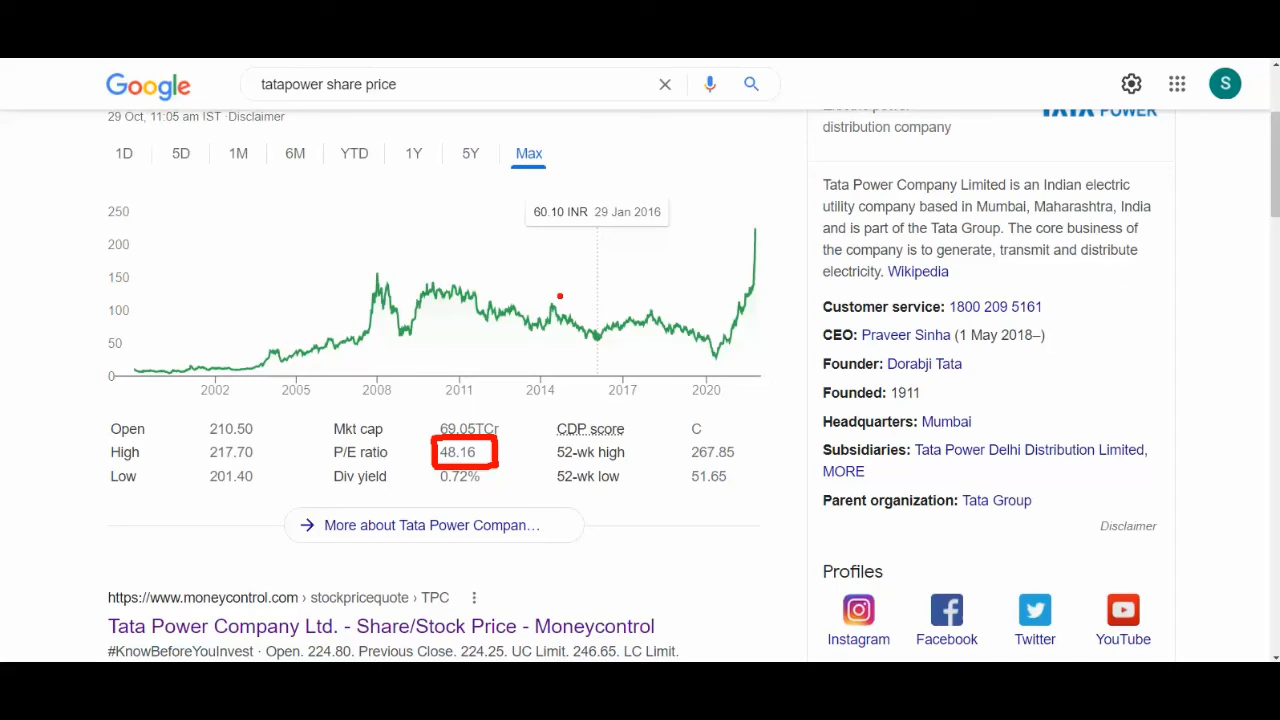 Google
tatapower share price
S
29 Oct, 11:05 am IST · Disclaimer
1D 5D 1M 6M YTD 1Y 5Y Max
60.10 INR 29 Jan 2016
250
200
150
100
50
0
2002 2005 2008 2011 2014 2017 2020
Open 210.50 Mkt cap 69.05TCr CDP score C
High 217.70 P/E ratio 48.16 52-wk high 267.85
Low 201.40 Div yield 0.72% 52-wk low 51.65
More about Tata Power Compan…
https://www.moneycontrol.com › stockpricequote › TPC
Tata Power Company Ltd. - Share/Stock Price - Moneycontrol
#KnowBeforeYouInvest · Open. 224.80. Previous Close. 224.25. UC Limit. 246.65. LC Limit.
Electric power
distribution company
TATA POWER
Tata Power Company Limited is an Indian electric
utility company based in Mumbai, Maharashtra, India
and is part of the Tata Group. The core business of
the company is to generate, transmit and distribute
electricity. Wikipedia
Customer service: 1800 209 5161
CEO: Praveer Sinha (1 May 2018–)
Founder: Dorabji Tata
Founded: 1911
Headquarters: Mumbai
Subsidiaries: Tata Power Delhi Distribution Limited,
MORE
Parent organization: Tata Group
Disclaimer
Profiles
Instagram Facebook Twitter YouTube